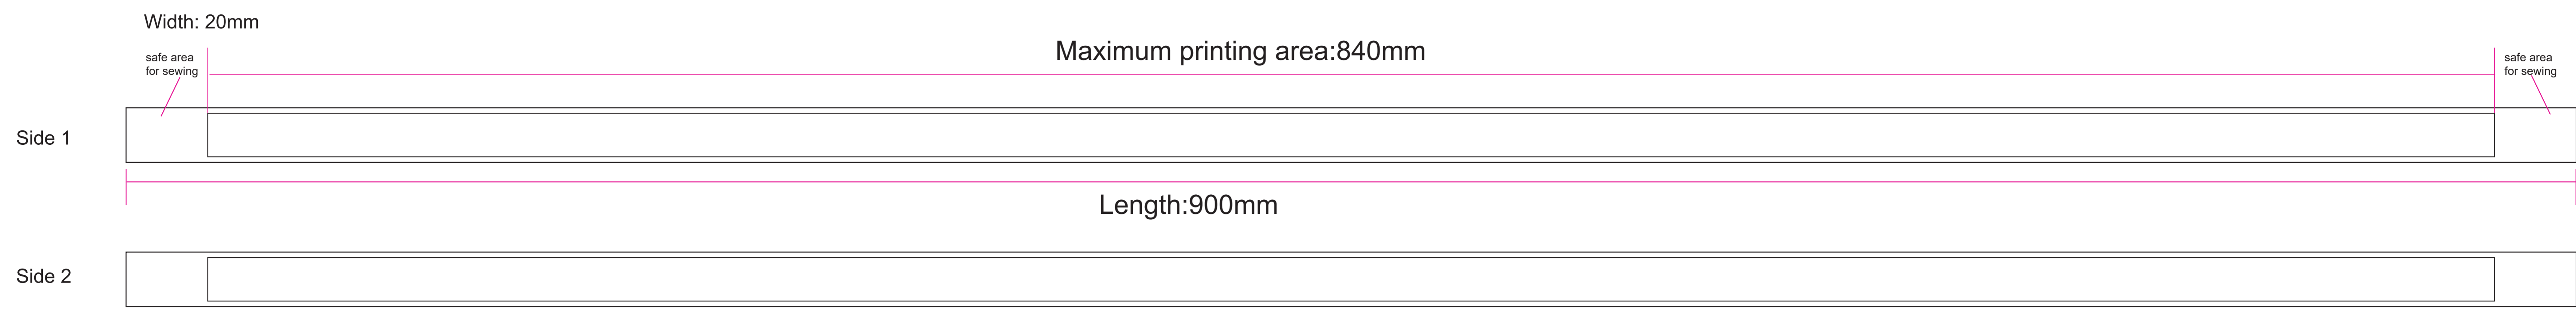 Width: 20mm
safe area
for sewing
Maximum printing area:840mm
safe area
for sewing
Side 1
Length:900mm
Side 2